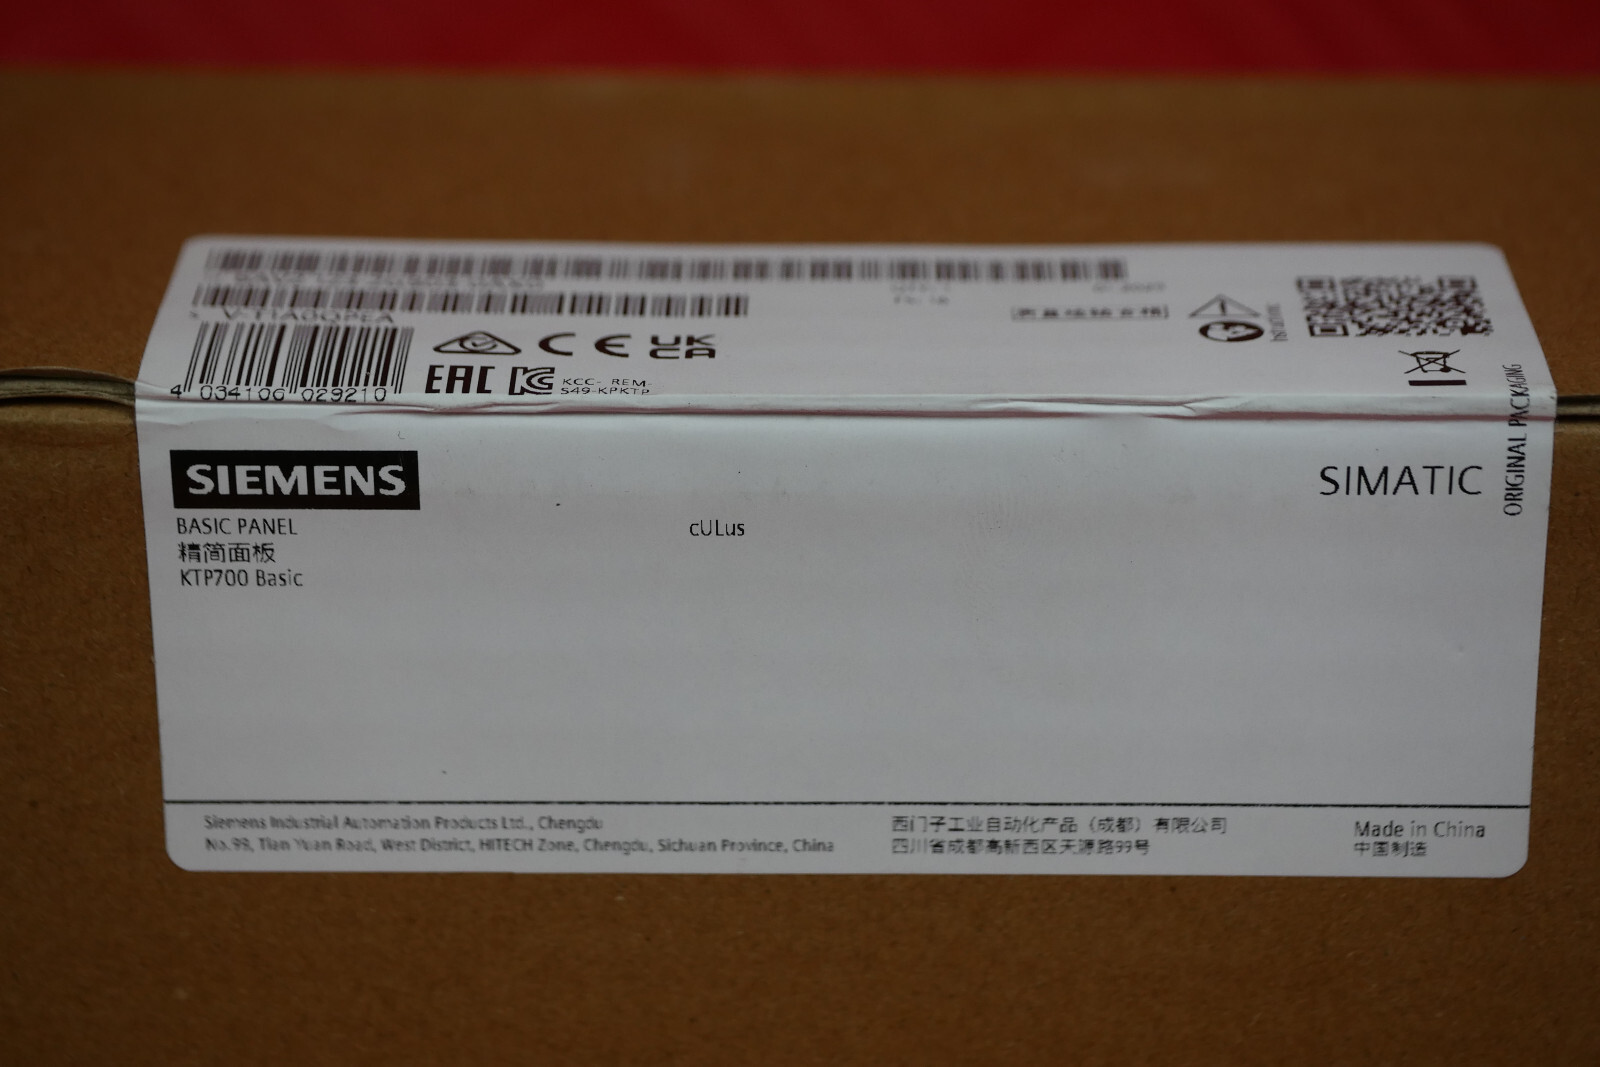 4 034106 029210
CE
UK
CA
EAC
KCC- REM-
S49-KPKTP
ORIGINAL PACKAGING
SIEMENS
SIMATIC
BASIC PANEL
cULus
精简面板
KTP700 Basic
Siemens Industrial Automation Products Ltd., Chengdu
No.99, Tian Yuan Road, West District, HITECH Zone, Chengdu, Sichuan Province, China
西门子工业自动化产品（成都）有限公司
四川省成都高新西区天源路99号
Made in China
中国制造